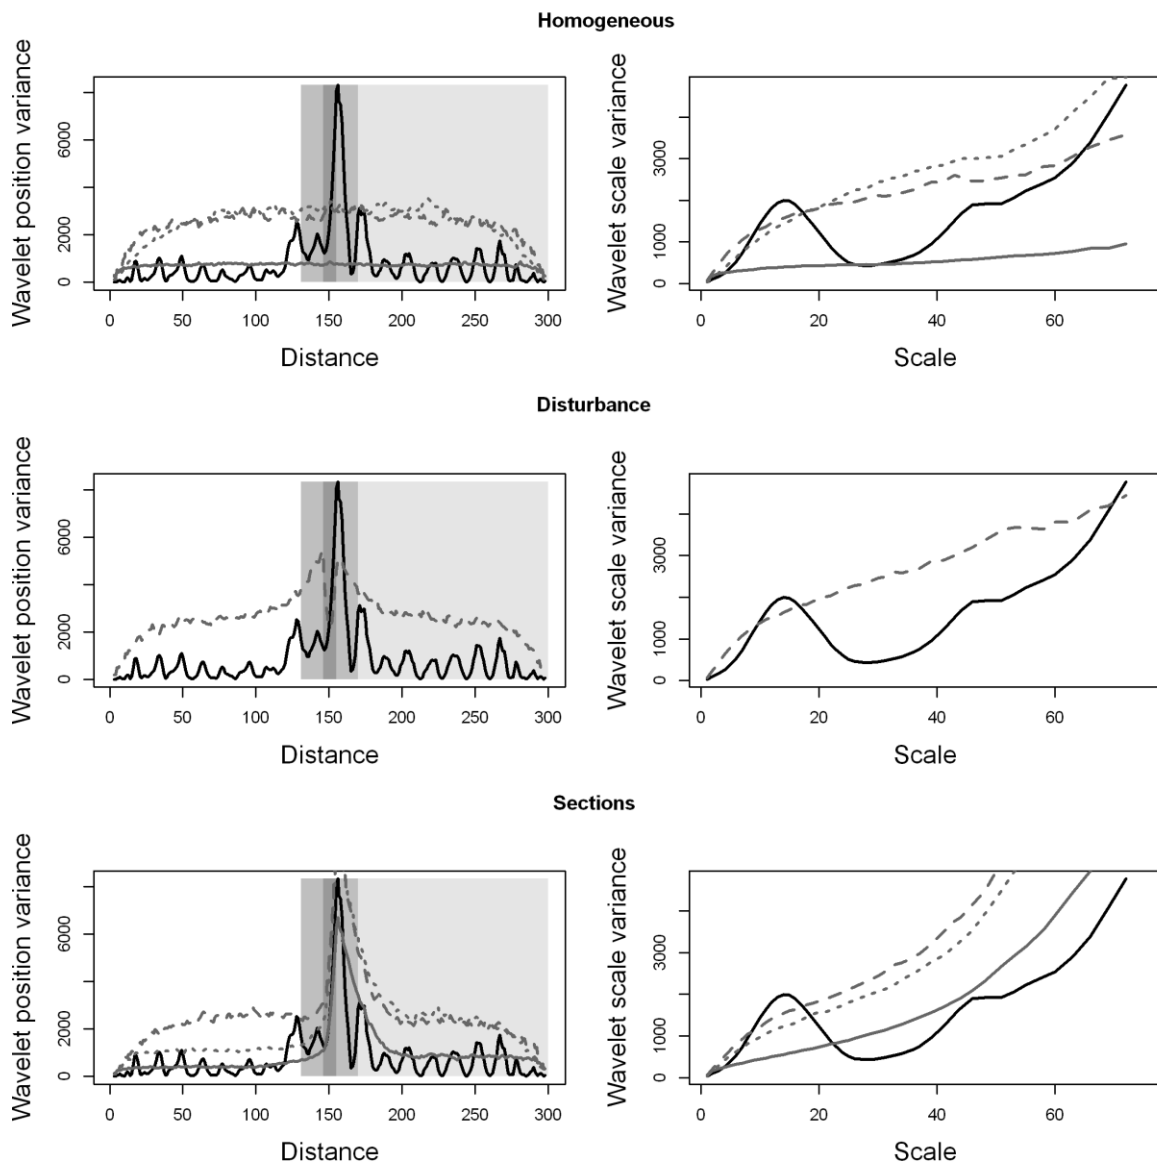 Homogeneous
Wavelet position variance
0 2000 6000
0 50 100 150 200 250 300
Distance
Wavelet scale variance
0 1000 3000
0 20 40 60
Scale
Disturbance
Wavelet position variance
0 2000 6000
0 50 100 150 200 250 300
Distance
Wavelet scale variance
0 1000 3000
0 20 40 60
Scale
Sections
Wavelet position variance
0 2000 6000
0 50 100 150 200 250 300
Distance
Wavelet scale variance
0 1000 3000
0 20 40 60
Scale